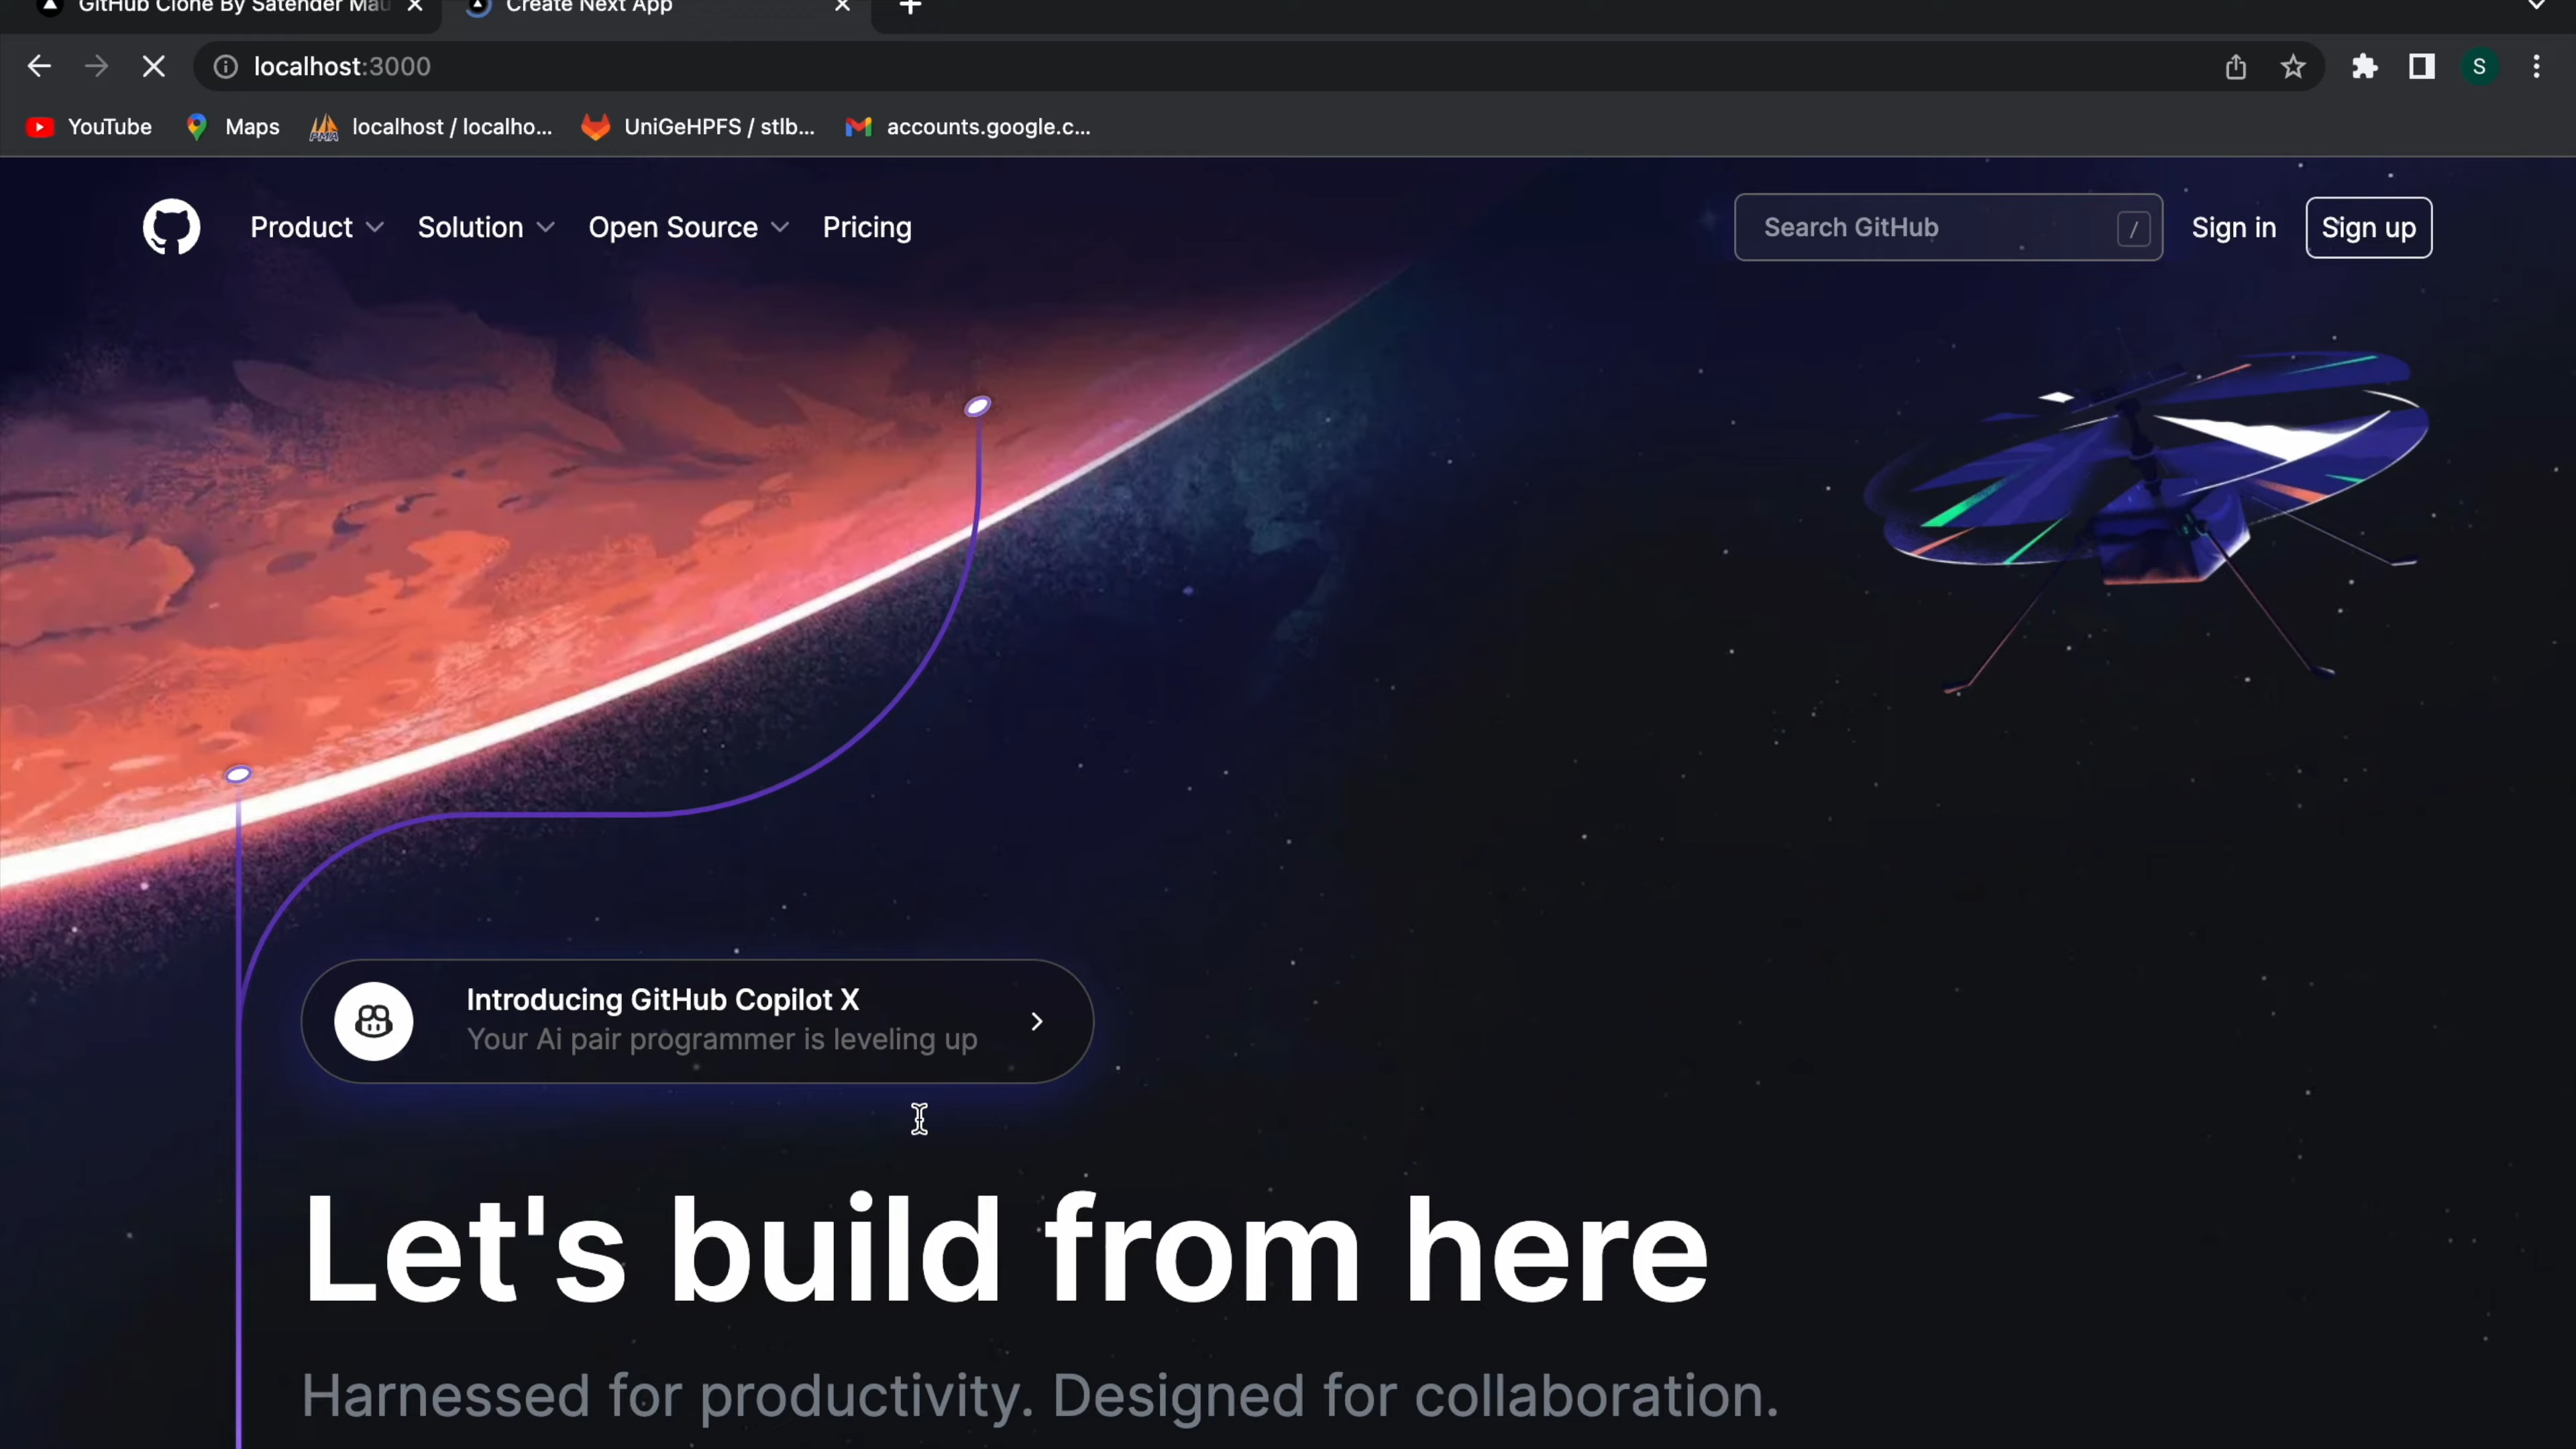 GitHub Clone By Satender Mau
Create Next App
localhost:3000
S
YouTube
Maps
localhost / localho...
UniGeHPFS / stlb...
accounts.google.c...
Product
Solution
Open Source
Pricing
Search GitHub
/
Sign in
Sign up
Introducing GitHub Copilot X
Your Ai pair programmer is leveling up
Let's build from here
Harnessed for productivity. Designed for collaboration.